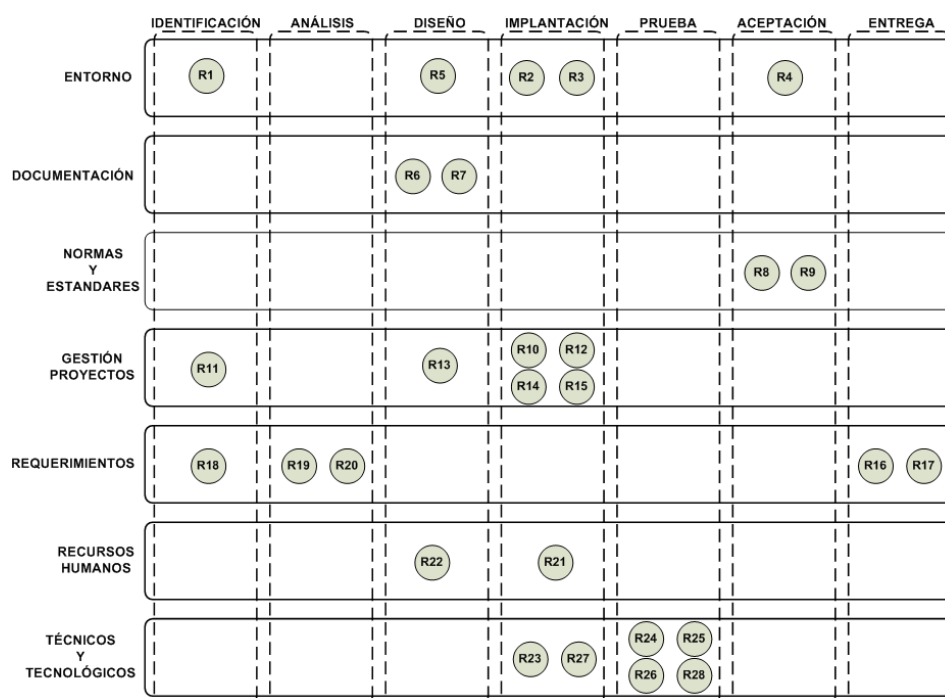 IDENTIFICACIÓN ANÁLISIS DISEÑO IMPLANTACIÓN PRUEBA ACEPTACIÓN ENTREGA
ENTORNO R1 R5 R2 R3 R4
DOCUMENTACIÓN R6 R7
NORMAS
Y
ESTANDARES
R8 R9
GESTIÓN
PROYECTOS
R11 R13 R10 R12
R14 R15
REQUERIMIENTOS R18 R19 R20 R16 R17
RECURSOS
HUMANOS
R22 R21
TÉCNICOS
Y
TECNOLÓGICOS
R23 R27 R24 R25
R26 R28